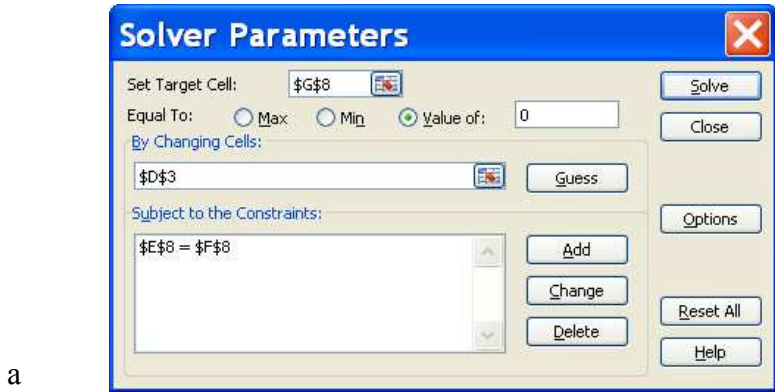 Solver Parameters
Set Target Cell: $G$8
Solve
Equal To: Max Min Value of: 0
Close
By Changing Cells:
$D$3
Guess
Subject to the Constraints:
Options
$E$8 = $F$8
Add
Change
Reset All
Delete
Help
a